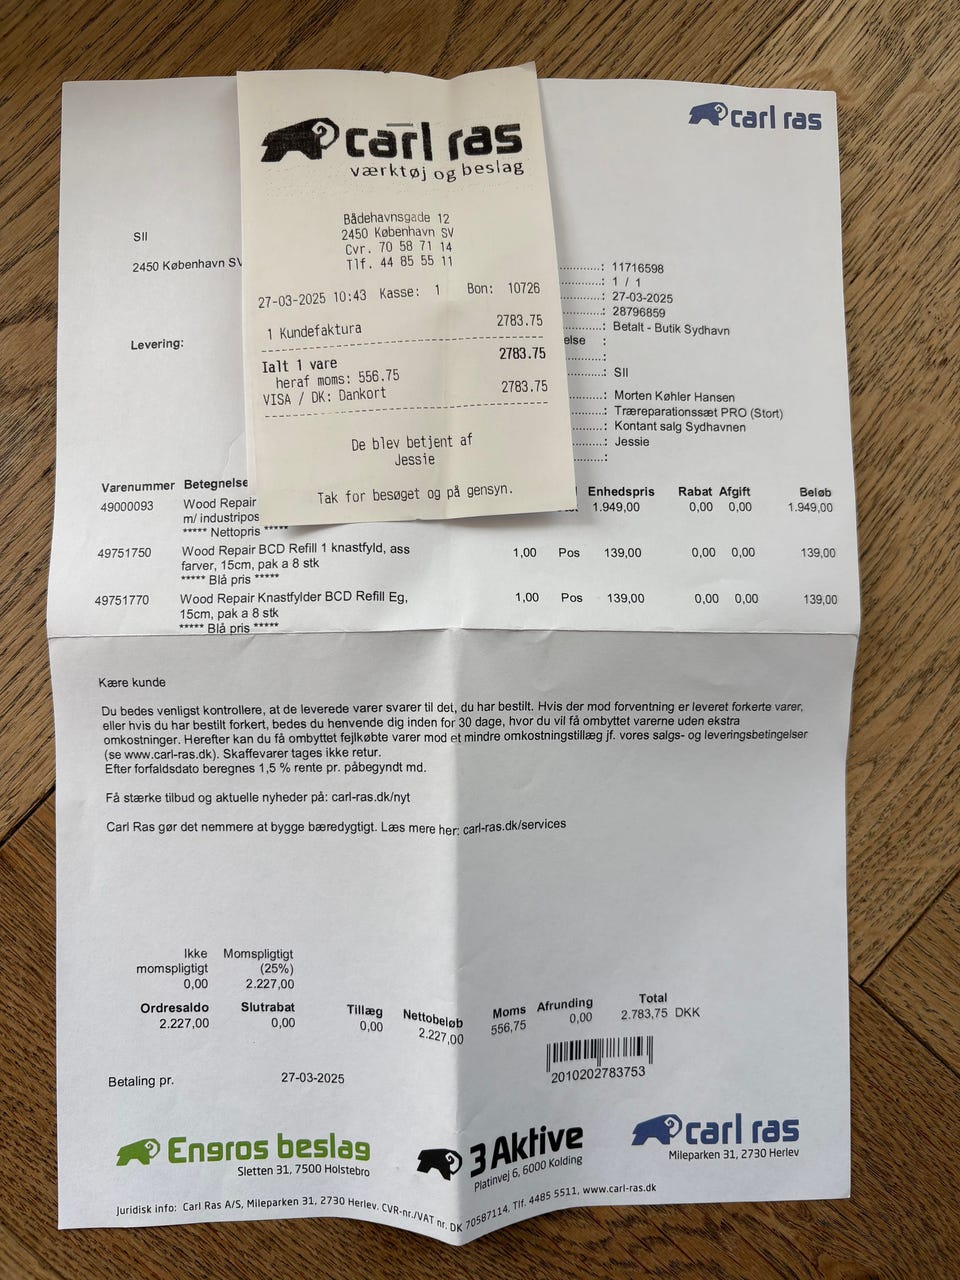 carl ras
carl ras
værktøj og beslag
Bådehavnsgade 12
2450 København SV
Cvr. 70 58 71 14
Tlf. 44 85 55 11
27-03-2025 10:43 Kasse: 1 Bon: 10726
1 Kundefaktura 2783.75
Ialt 1 vare 2783.75
heraf moms: 556.75
VISA / DK: Dankort 2783.75
De blev betjent af
Jessie
Tak for besøget og på gensyn.
SII
2450 København SV
Levering:
: 11716598
: 1 / 1
: 27-03-2025
: 28796859
: Betalt - Butik Sydhavn
else :
:
: SII
: Morten Køhler Hansen
: Træreparationssæt PRO (Stort)
: Kontant salg Sydhavnen
: Jessie
:
Varenummer Betegnelse Enhedspris Rabat Afgift Beløb
49000093 Wood Repair 1.949,00 0,00 0,00 1.949,00
m/ industripos
***** Nettopris *****
49751750 Wood Repair BCD Refill 1 knastfyld, ass 1,00 Pos 139,00 0,00 0,00 139,00
farver, 15cm, pak a 8 stk
***** Blå pris *****
49751770 Wood Repair Knastfylder BCD Refill Eg, 1,00 Pos 139,00 0,00 0,00 139,00
15cm, pak a 8 stk
***** Blå pris *****
Kære kunde
Du bedes venligst kontrollere, at de leverede varer svarer til det, du har bestilt. Hvis der mod forventning er leveret forkerte varer,
eller hvis du har bestilt forkert, bedes du henvende dig inden for 30 dage, hvor du vil få ombyttet varerne uden ekstra
omkostninger. Herefter kan du få ombyttet fejlkøbte varer mod et mindre omkostningstillæg jf. vores salgs- og leveringsbetingelser
(se www.carl-ras.dk). Skaffevarer tages ikke retur.
Efter forfaldsdato beregnes 1,5 % rente pr. påbegyndt md.
Få stærke tilbud og aktuelle nyheder på: carl-ras.dk/nyt
Carl Ras gør det nemmere at bygge bæredygtigt. Læs mere her: carl-ras.dk/services
Ikke Momspligtigt
momspligtigt (25%)
0,00 2.227,00
Ordresaldo Slutrabat Tillæg Nettobeløb Moms Afrunding Total
2.227,00 0,00 0,00 2.227,00 556,75 0,00 2.783,75 DKK
2010202783753
Betaling pr. 27-03-2025
Engros beslag
Sletten 31, 7500 Holstebro
3 Aktive
Platinvej 6, 6000 Kolding
carl ras
Mileparken 31, 2730 Herlev
Juridisk info: Carl Ras A/S, Mileparken 31, 2730 Herlev. CVR-nr./VAT nr. DK 70587114, Tlf. 4485 5511, www.carl-ras.dk